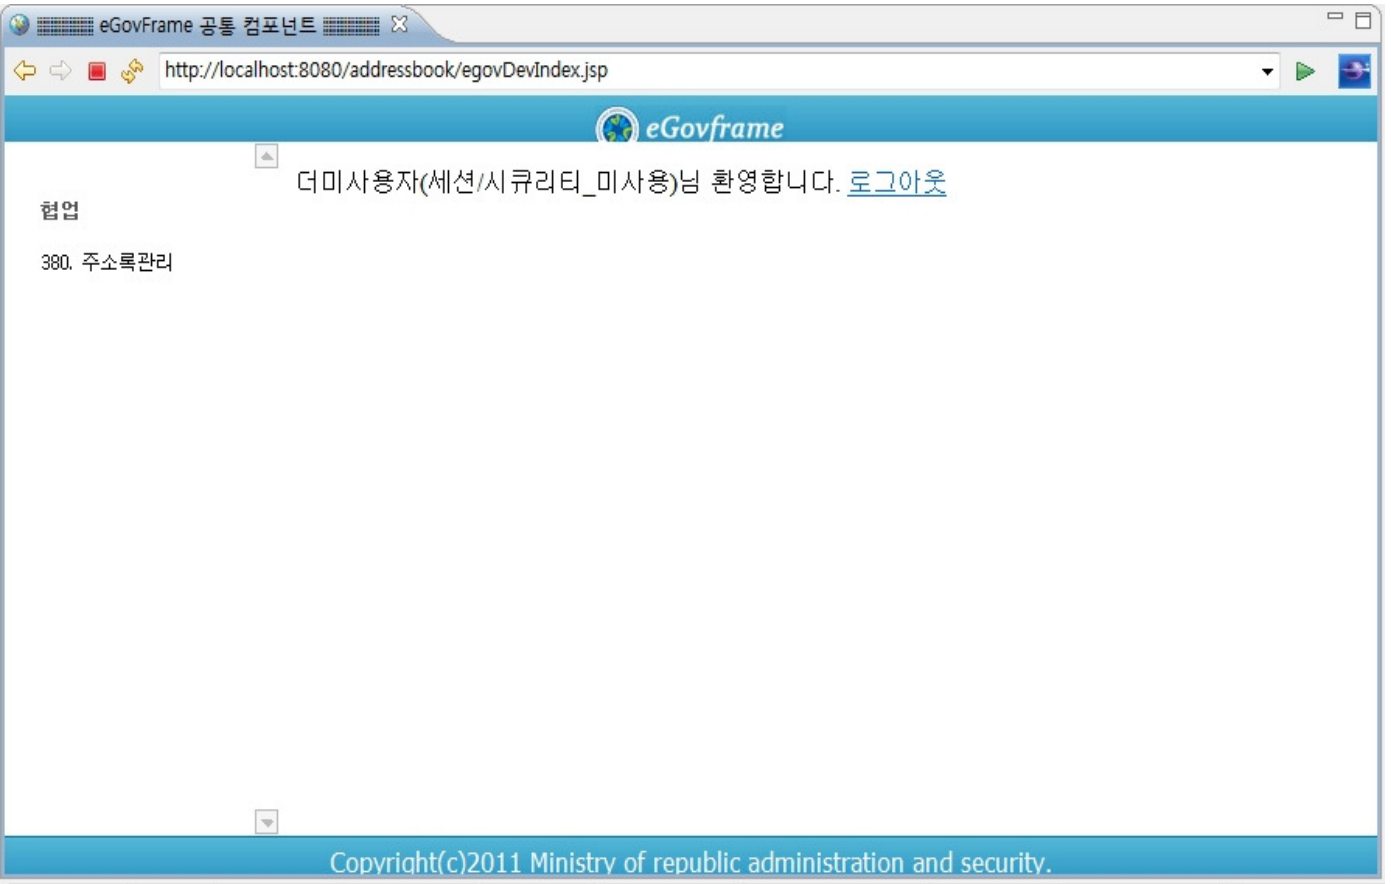 eGovFrame 공통 컴포넌트
http://localhost:8080/addressbook/egovDevIndex.jsp
eGovframe
더미사용자(세션/시큐리티_미사용)님 환영합니다. 로그아웃
협업
380. 주소록관리
Copyright(c)2011 Ministry of republic administration and security.